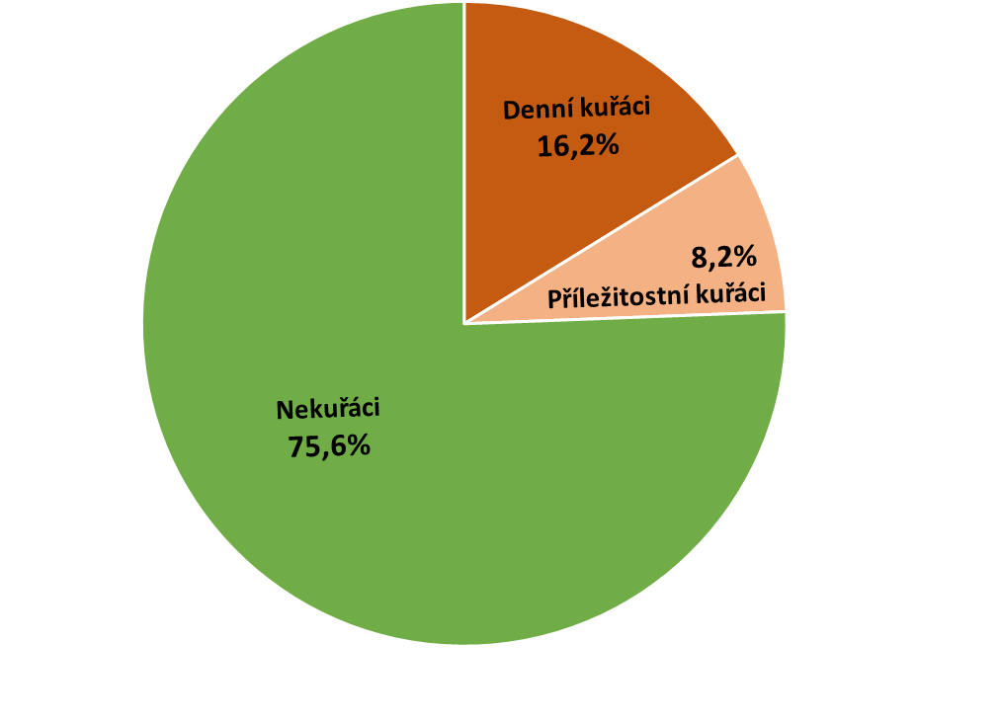 Denní kuřáci
16,2%
8,2%
Příležitostní kuřáci
Nekuřáci
75,6%